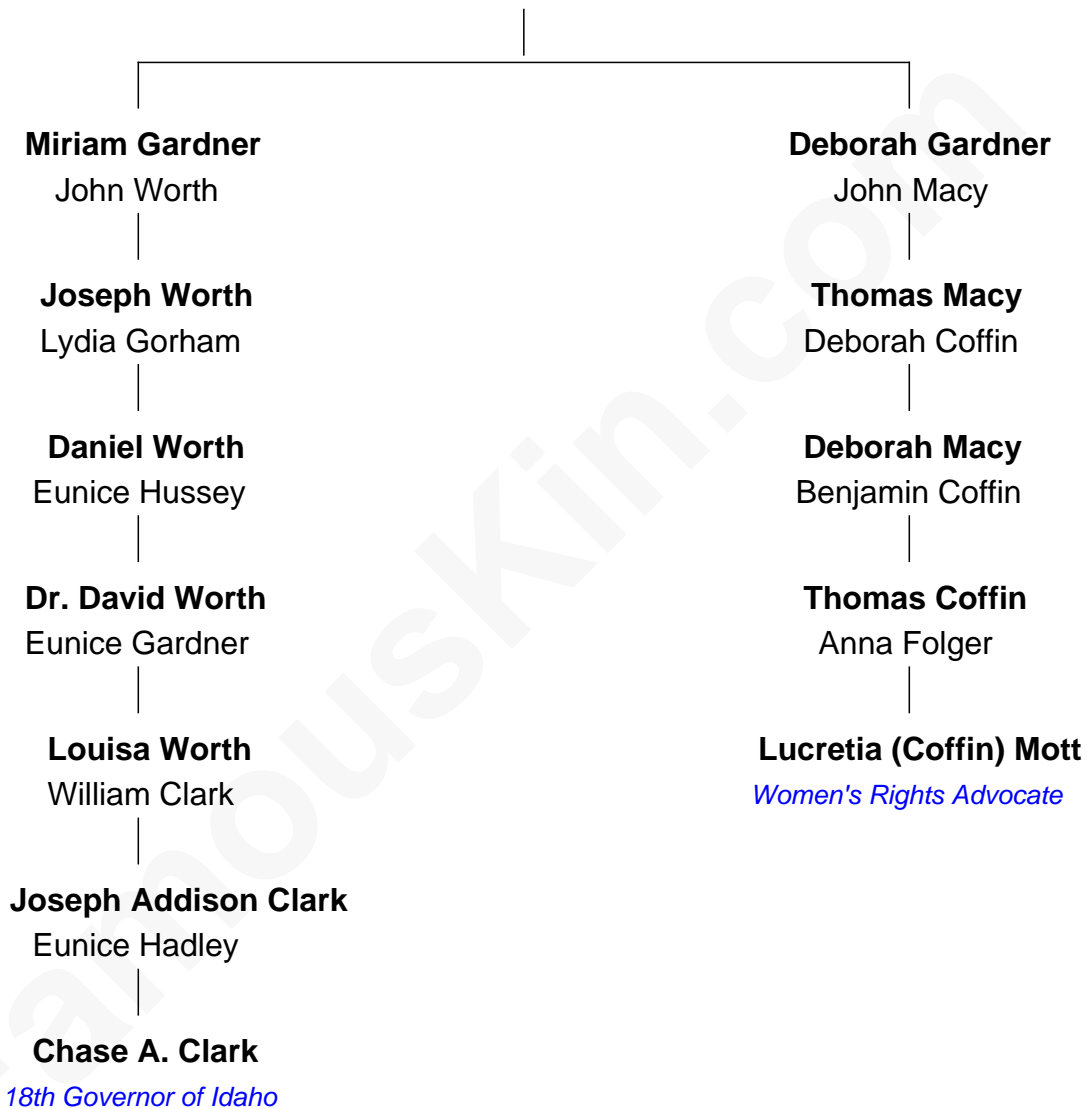 Miriam Gardner
John Worth
Deborah Gardner
John Macy
Joseph Worth
Lydia Gorham
Thomas Macy
Deborah Coffin
Daniel Worth
Eunice Hussey
Deborah Macy
Benjamin Coffin
Dr. David Worth
Eunice Gardner
Thomas Coffin
Anna Folger
Louisa Worth
William Clark
Lucretia (Coffin) Mott
Women's Rights Advocate
Joseph Addison Clark
Eunice Hadley
Chase A. Clark
18th Governor of Idaho
famouskin.com